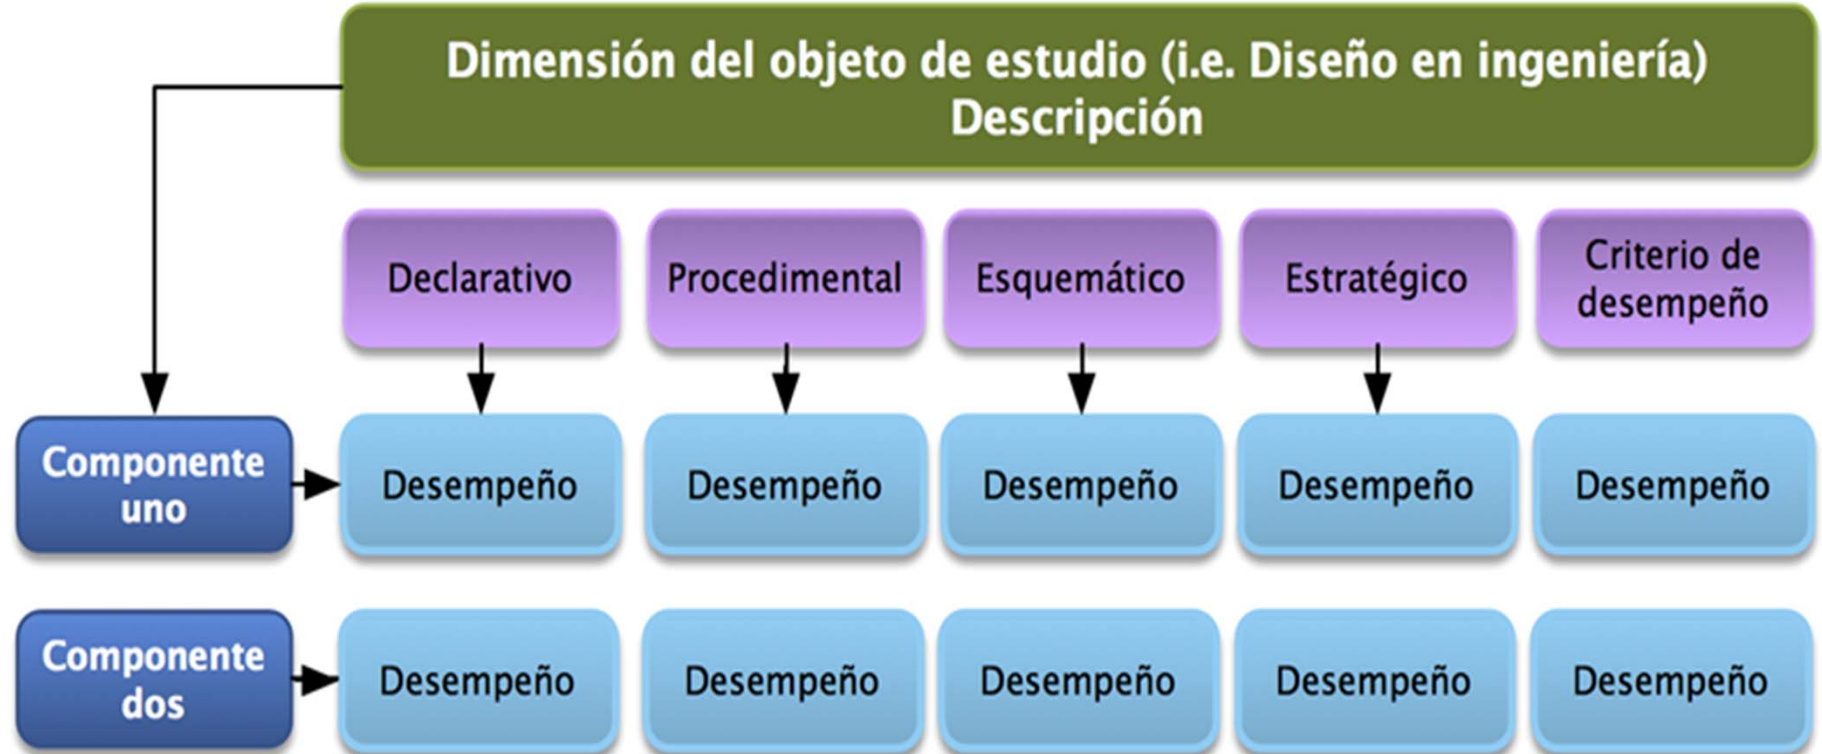 Dimensión del objeto de estudio (i.e. Diseño en ingeniería)
Descripción
Declarativo
Procedimental
Esquemático
Estratégico
Criterio de
desempeño
Componente
uno
Desempeño
Desempeño
Desempeño
Desempeño
Desempeño
Componente
dos
Desempeño
Desempeño
Desempeño
Desempeño
Desempeño